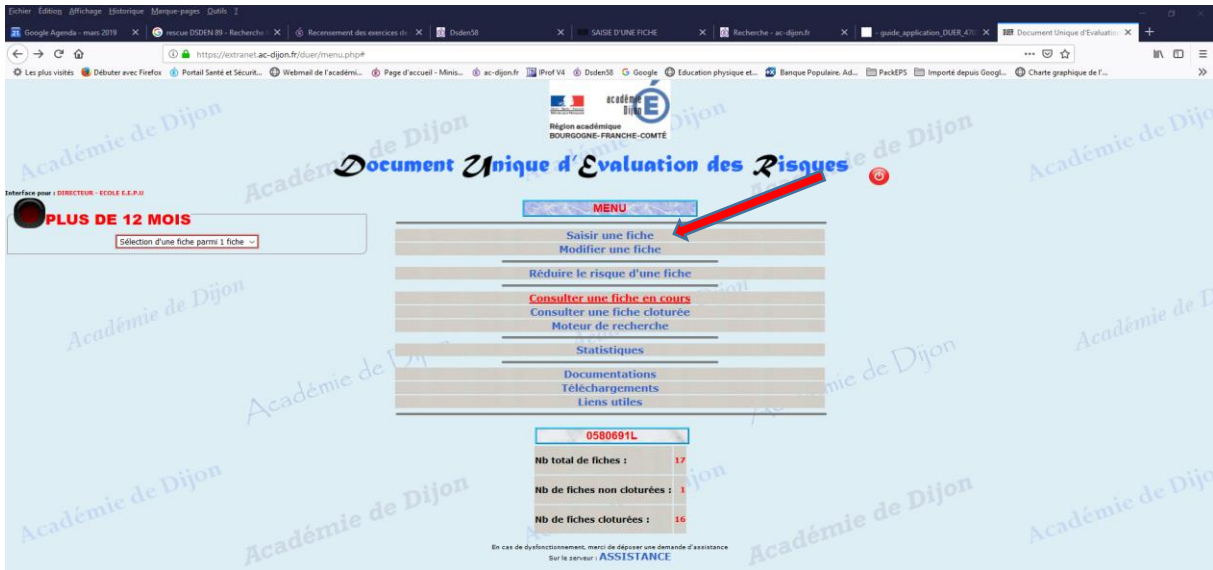 Fichier Édition Affichage Historique Marque-pages Outils ?
Google Agenda - mars 2019
rescue DSDEN 89 - Recherche
Recensement des exercices de
Dsden58
SAISIE D'UNE FICHE
Recherche - ac-dijon.fr
- guide_application_DUER_470
Document Unique d'Evaluation
https://extranet.ac-dijon.fr/duer/menu.php#
Les plus visités Débuter avec Firefox Portail Santé et Sécurit... Webmail de l'académi... Page d'accueil - Minis... ac-dijon.fr IProf V4 Dsden58 Google Education physique et... Banque Populaire. Ad... PackEPS Importé depuis Googl... Charte graphique de l'...
académie
Dijon
Région académique
BOURGOGNE-FRANCHE-COMTÉ
Document Unique d'Evaluation des Risques
Interface pour : DIRECTEUR - ECOLE E.E.P.U
PLUS DE 12 MOIS
Sélection d'une fiche parmi 1 fiche
MENU
Saisir une fiche
Modifier une fiche
Réduire le risque d'une fiche
Consulter une fiche en cours
Consulter une fiche cloturée
Moteur de recherche
Statistiques
Documentations
Téléchargements
Liens utiles
0580691L
Nb total de fiches : 17
Nb de fiches non cloturées : 1
Nb de fiches cloturées : 16
En cas de dysfonctionnement, merci de déposer une demande d'assistance
Sur le serveur : ASSISTANCE
Académie de Dijon